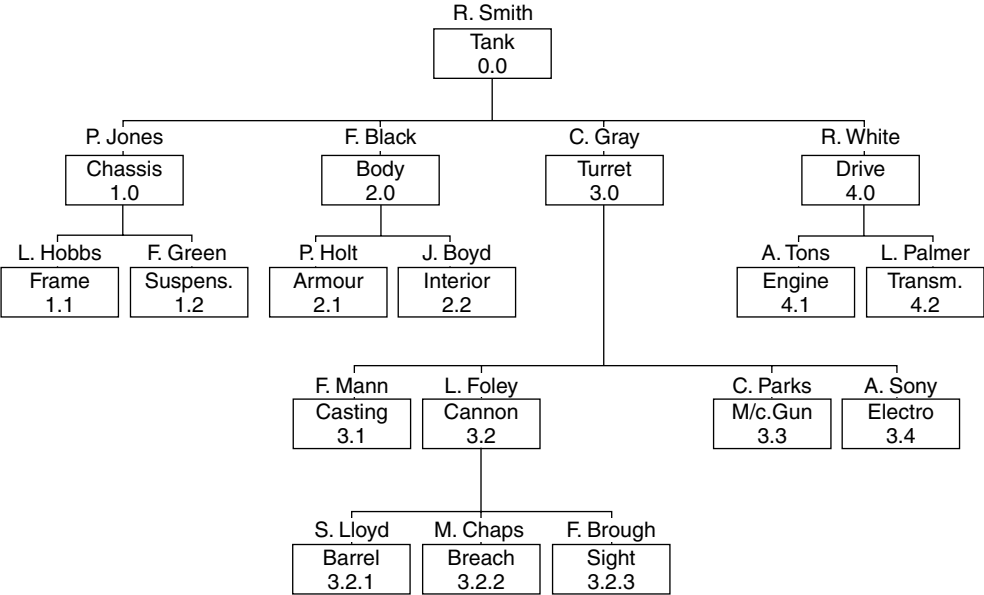 R. Smith
Tank
0.0
P. Jones
F. Black
C. Gray
R. White
Chassis
1.0
Body
2.0
Turret
3.0
Drive
4.0
L. Hobbs
F. Green
P. Holt
J. Boyd
A. Tons
L. Palmer
Frame
1.1
Suspens.
1.2
Armour
2.1
Interior
2.2
Engine
4.1
Transm.
4.2
F. Mann
L. Foley
C. Parks
A. Sony
Casting
3.1
Cannon
3.2
M/c.Gun
3.3
Electro
3.4
S. Lloyd
M. Chaps
F. Brough
Barrel
3.2.1
Breach
3.2.2
Sight
3.2.3